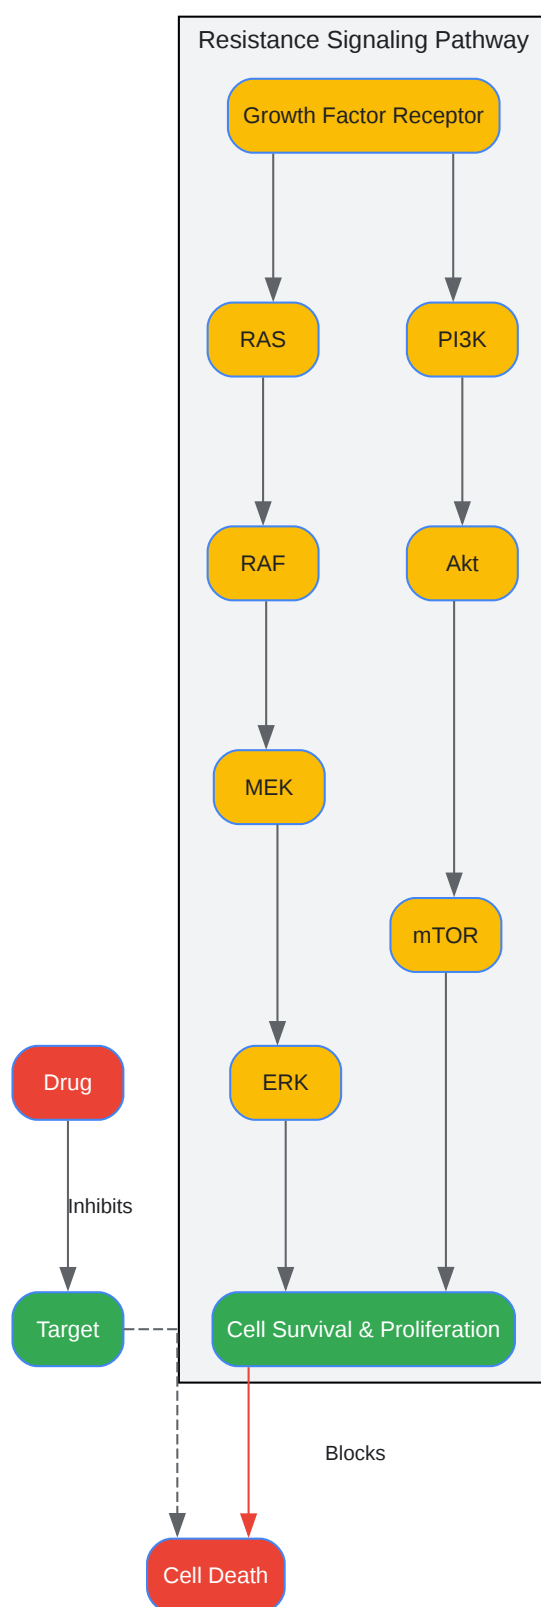 Resistance Signaling Pathway
Growth Factor Receptor
RAS
PI3K
RAF
Akt
MEK
mTOR
Drug
ERK
Inhibits
Target
Cell Survival & Proliferation
Blocks
Cell Death